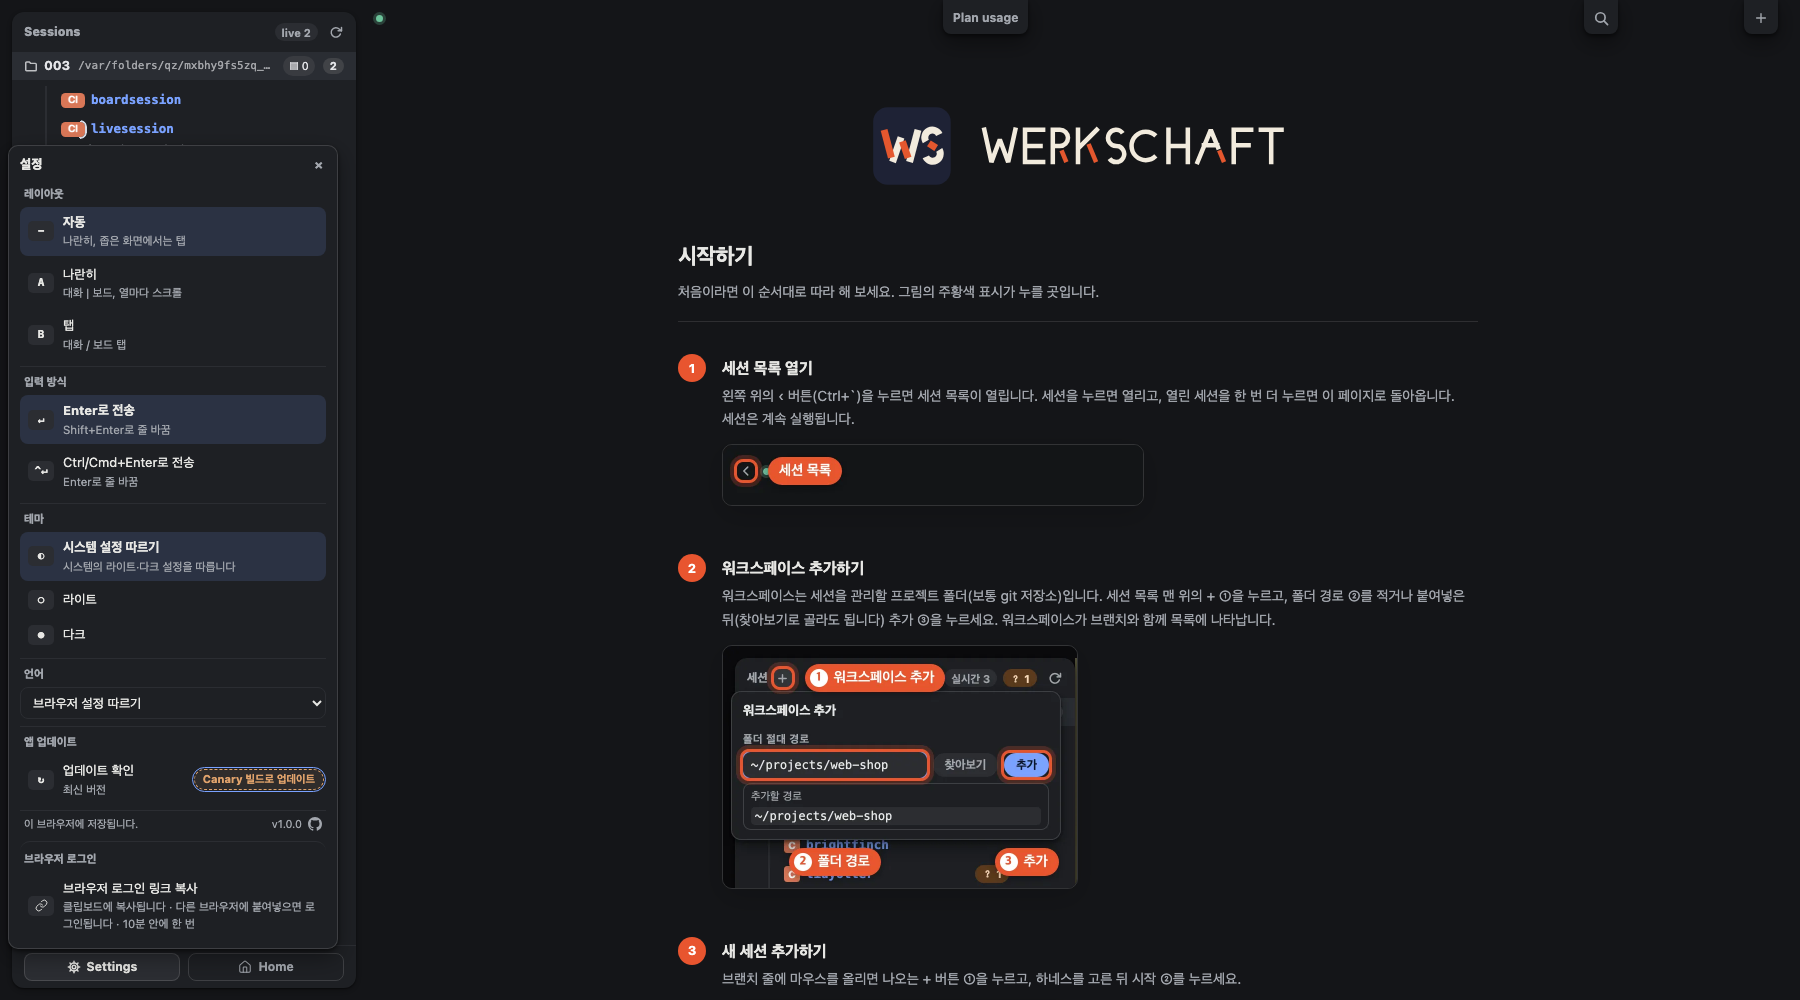 Sessions
live 2
003 /var/folders/qz/mxbhy9fs5zq_… 0 2
CI boardsession
CI livesession
설정
×
레이아웃
자동
나란히, 좁은 화면에서는 탭
A 나란히
대화 | 보드, 열마다 스크롤
B 탭
대화 / 보드 탭
입력 방식
Enter로 전송
Shift+Enter로 줄 바꿈
Ctrl/Cmd+Enter로 전송
Enter로 줄 바꿈
테마
시스템 설정 따르기
시스템의 라이트·다크 설정을 따릅니다
라이트
다크
언어
브라우저 설정 따르기
앱 업데이트
업데이트 확인
최신 버전
Canary 빌드로 업데이트
이 브라우저에 저장됩니다.
v1.0.0
브라우저 로그인
브라우저 로그인 링크 복사
클립보드에 복사됩니다 · 다른 브라우저에 붙여넣으면 로
그인됩니다 · 10분 안에 한 번
Settings
Home
Plan usage
+
WS WERKSCHAFT
시작하기
처음이라면 이 순서대로 따라 해 보세요. 그림의 주황색 표시가 누를 곳입니다.
1 세션 목록 열기
왼쪽 위의 ‹ 버튼(Ctrl+`)을 누르면 세션 목록이 열립니다. 세션을 누르면 열리고, 열린 세션을 한 번 더 누르면 이 페이지로 돌아옵니다.
세션은 계속 실행됩니다.
세션 목록
2 워크스페이스 추가하기
워크스페이스는 세션을 관리할 프로젝트 폴더(보통 git 저장소)입니다. 세션 목록 맨 위의 + ①을 누르고, 폴더 경로 ②를 적거나 붙여넣은
뒤(찾아보기로 골라도 됩니다) 추가 ③을 누르세요. 워크스페이스가 브랜치와 함께 목록에 나타납니다.
세션 + 1 워크스페이스 추가 실시간 3 ? 1
워크스페이스 추가
폴더 절대 경로
~/projects/web-shop
찾아보기
추가
추가할 경로
~/projects/web-shop
C brightfinch
2 폴더 경로
3 추가
C
? 1
3 새 세션 추가하기
브랜치 줄에 마우스를 올리면 나오는 + 버튼 ①을 누르고, 하네스를 고른 뒤 시작 ②를 누르세요.